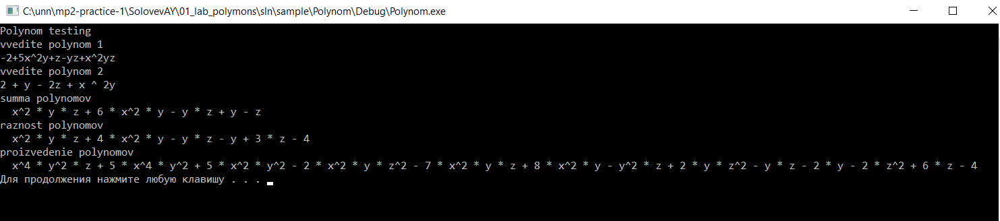 C:\unn\mp2-practice-1\SolovevAY\01_lab_polymons\sln\sample\Polynom\Debug\Polynom.exe
Polynom testing
vvedite polynom 1
-2+5x^2y+z-yz+x^2yz
vvedite polynom 2
2 + y - 2z + x ^ 2y
summa polynomov
x^2 * y * z + 6 * x^2 * y - y * z + y - z
raznost polynomov
x^2 * y * z + 4 * x^2 * y - y * z - y + 3 * z - 4
proizvedenie polynomov
x^4 * y^2 * z + 5 * x^4 * y^2 + 5 * x^2 * y^2 - 2 * x^2 * y * z^2 - 7 * x^2 * y * z + 8 * x^2 * y - y^2 * z + 2 * y * z^2 - y * z - 2 * y - 2 * z^2 + 6 * z - 4
Для продолжения нажмите любую клавишу . . .